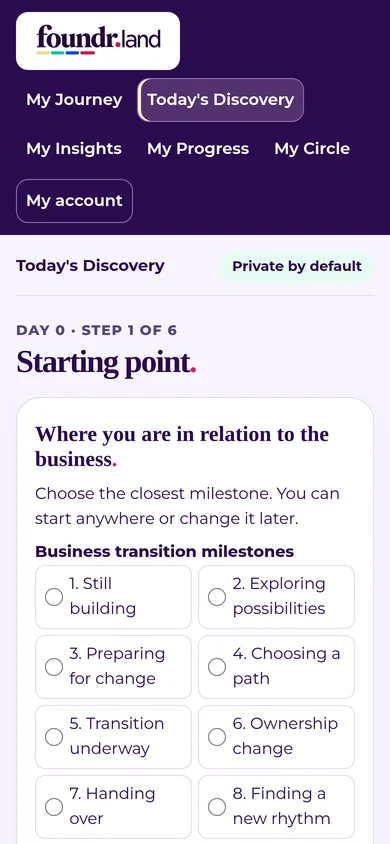 foundr.land
My Journey
Today's Discovery
My Insights
My Progress
My Circle
My account
Today's Discovery
Private by default
DAY 0 · STEP 1 OF 6
Starting point.
Where you are in relation to the
business.
Choose the closest milestone. You can
start anywhere or change it later.
Business transition milestones
1. Still
building
2. Exploring
possibilities
3. Preparing
for change
4. Choosing a
path
5. Transition
underway
6. Ownership
change
7. Handing
over
8. Finding a
new rhythm